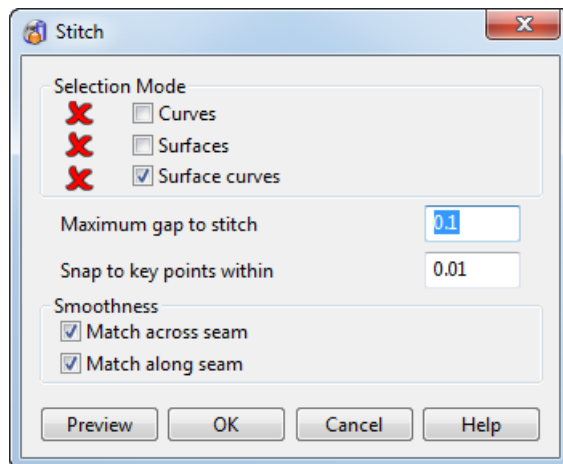 Stitch
Selection Mode
Curves
Surfaces
Surface curves
Maximum gap to stitch 0.1
Snap to key points within 0.01
Smoothness
Match across seam
Match along seam
Preview OK Cancel Help